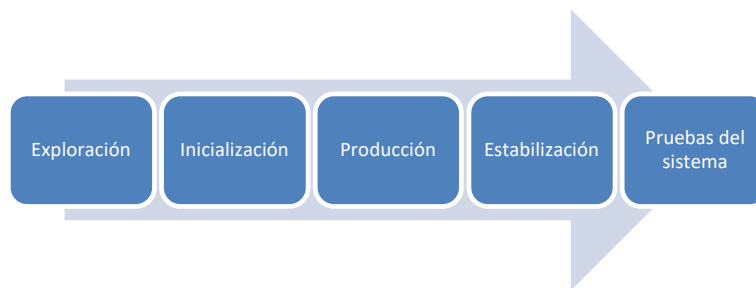 Exploración
Inicialización
Producción
Estabilización
Pruebas del
sistema